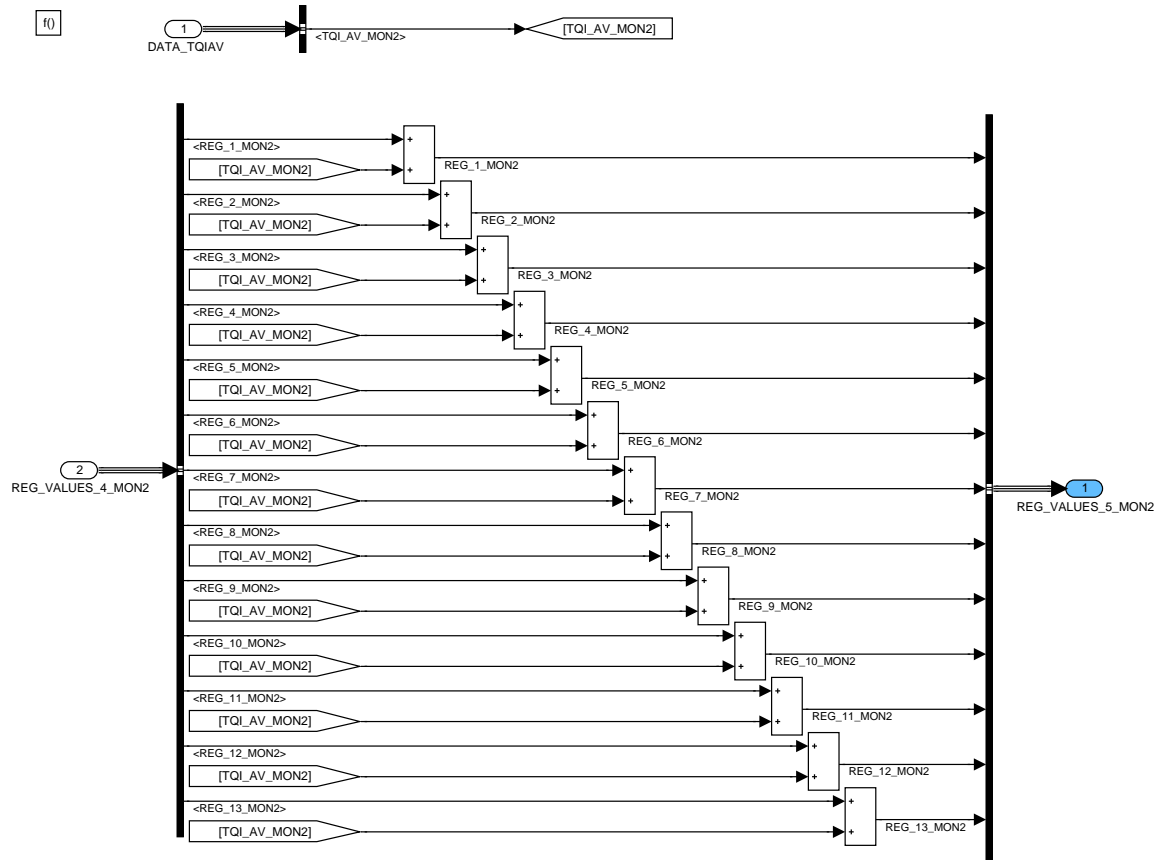 f()
1
DATA_TQIAV
<TQI_AV_MON2>
[TQI_AV_MON2]
<REG_1_MON2>
[TQI_AV_MON2]
+
+
REG_1_MON2
<REG_2_MON2>
[TQI_AV_MON2]
+
+
REG_2_MON2
<REG_3_MON2>
[TQI_AV_MON2]
+
+
REG_3_MON2
<REG_4_MON2>
[TQI_AV_MON2]
+
+
REG_4_MON2
<REG_5_MON2>
[TQI_AV_MON2]
+
+
REG_5_MON2
<REG_6_MON2>
[TQI_AV_MON2]
+
+
REG_6_MON2
2
REG_VALUES_4_MON2
<REG_7_MON2>
[TQI_AV_MON2]
+
+
REG_7_MON2
1
REG_VALUES_5_MON2
<REG_8_MON2>
[TQI_AV_MON2]
+
+
REG_8_MON2
<REG_9_MON2>
[TQI_AV_MON2]
+
+
REG_9_MON2
<REG_10_MON2>
[TQI_AV_MON2]
+
+
REG_10_MON2
<REG_11_MON2>
[TQI_AV_MON2]
+
+
REG_11_MON2
<REG_12_MON2>
[TQI_AV_MON2]
+
+
REG_12_MON2
<REG_13_MON2>
[TQI_AV_MON2]
+
+
REG_13_MON2